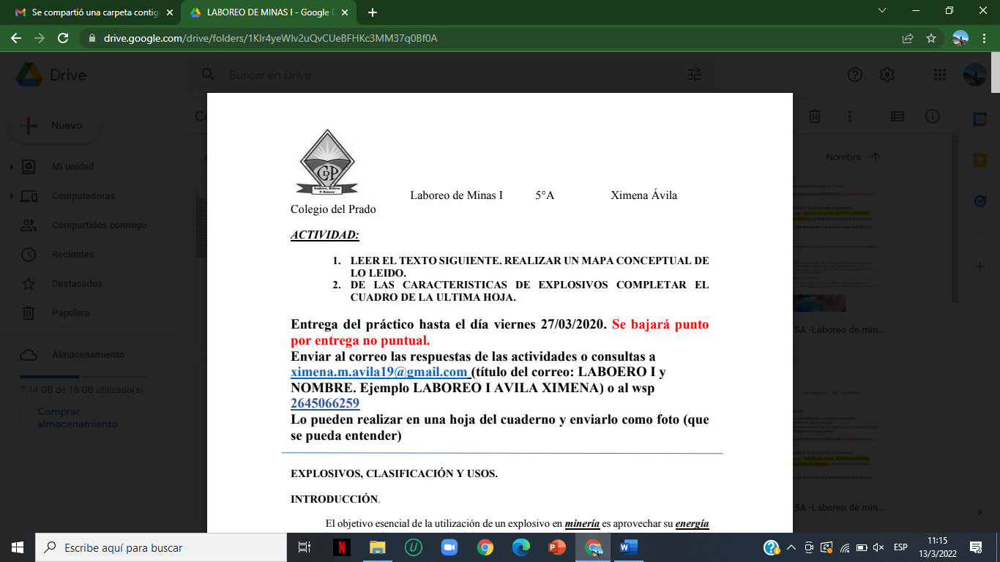 Se compartió una carpeta contig
LABOREO DE MINAS I - Google D
drive.google.com/drive/folders/1Klr4yeWlv2uQvCUeBFHKc3MM37q0Bf0A
Drive
Buscar en Drive
Nuevo
Mi unidad
Computadoras
Compartidos conmigo
Recientes
Destacados
Papelera
Almacenamiento
7.14 GB de 15 GB utilizado(s)
Comprar
almacenamiento
Nombre
5A -Laboreo de min...
5A -Laboreo de min...
CDP
Saber, Ética
Y Amor
Laboreo de Minas I 5°A Ximena Ávila
Colegio del Prado
ACTIVIDAD:
1. LEER EL TEXTO SIGUIENTE. REALIZAR UN MAPA CONCEPTUAL DE
LO LEIDO.
2. DE LAS CARACTERISTICAS DE EXPLOSIVOS COMPLETAR EL
CUADRO DE LA ULTIMA HOJA.
Entrega del práctico hasta el día viernes 27/03/2020. Se bajará punto
por entrega no puntual.
Enviar al correo las respuestas de las actividades o consultas a
ximena.m.avila19@gmail.com (título del correo: LABOERO I y
NOMBRE. Ejemplo LABOREO I AVILA XIMENA) o al wsp
2645066259
Lo pueden realizar en una hoja del cuaderno y enviarlo como foto (que
se pueda entender)
EXPLOSIVOS, CLASIFICACIÓN Y USOS.
INTRODUCCIÓN.
El objetivo esencial de la utilización de un explosivo en minería es aprovechar su energía
Escribe aquí para buscar
ESP
11:15
13/3/2022